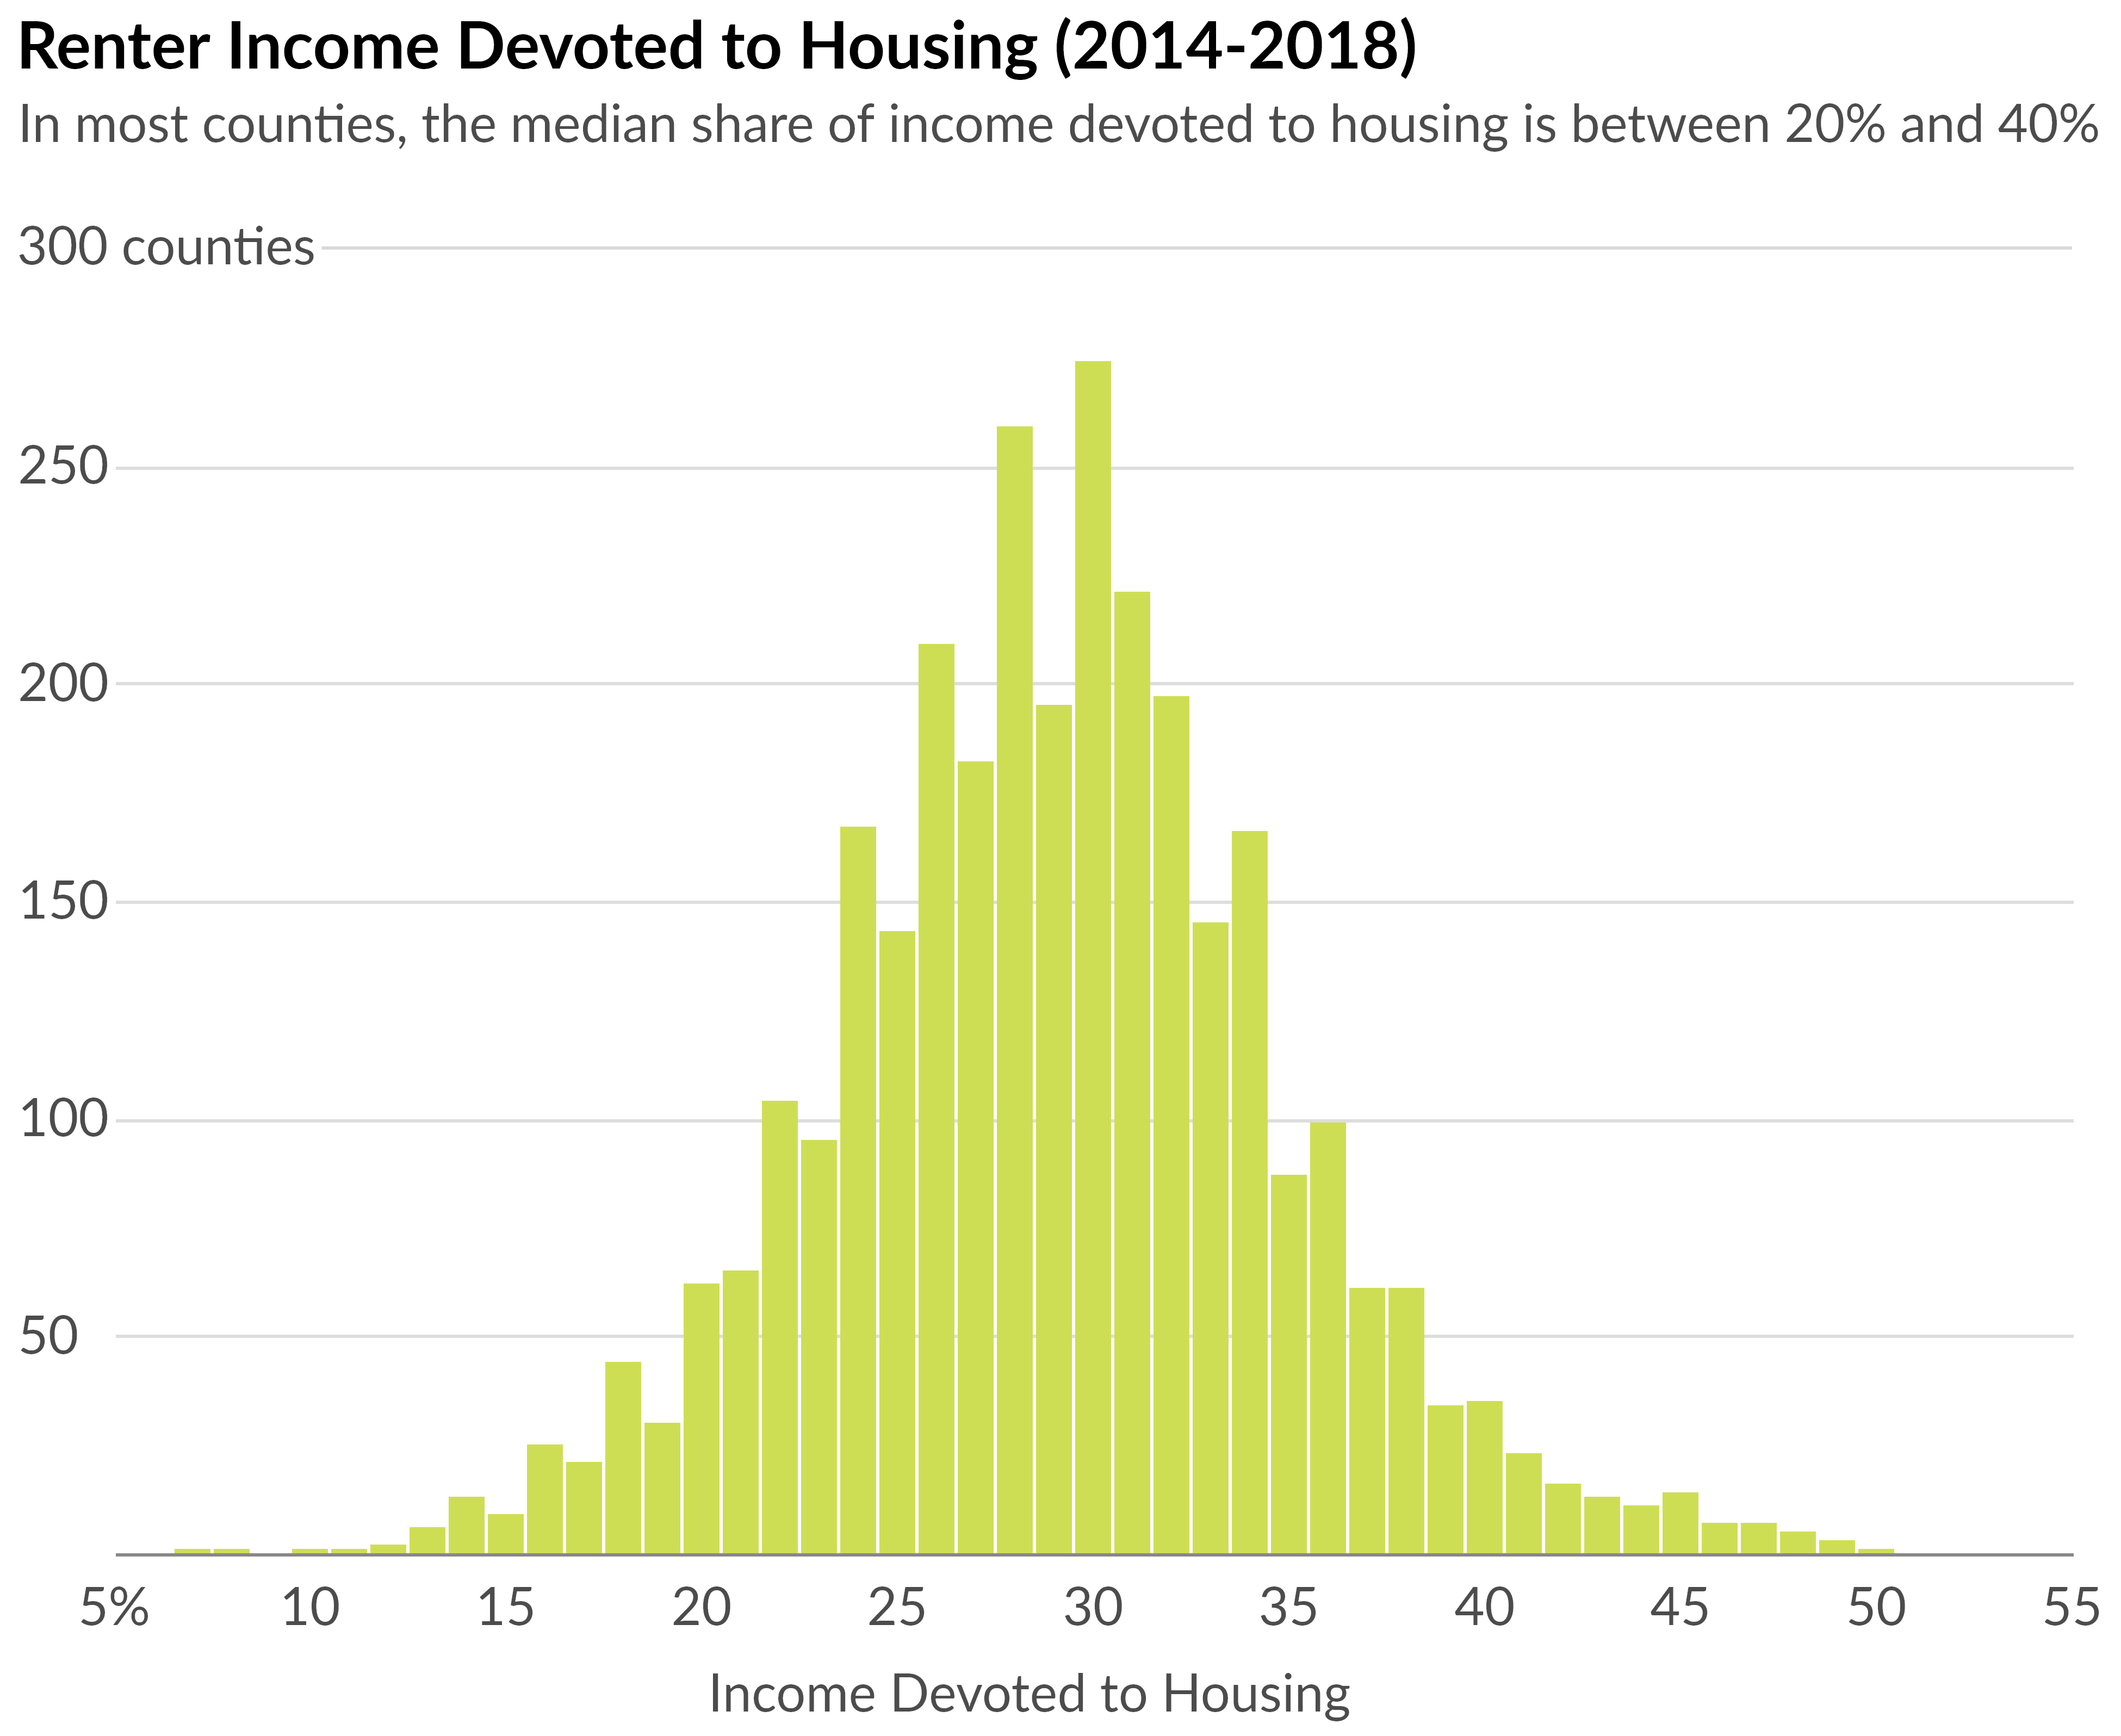 Renter Income Devoted to Housing (2014-2018)
In most counties, the median share of income devoted to housing is between 20% and 40%
300 counties
250
200
150
100
50
5% 10 15 20 25 30 35 40 45 50 55
Income Devoted to Housing